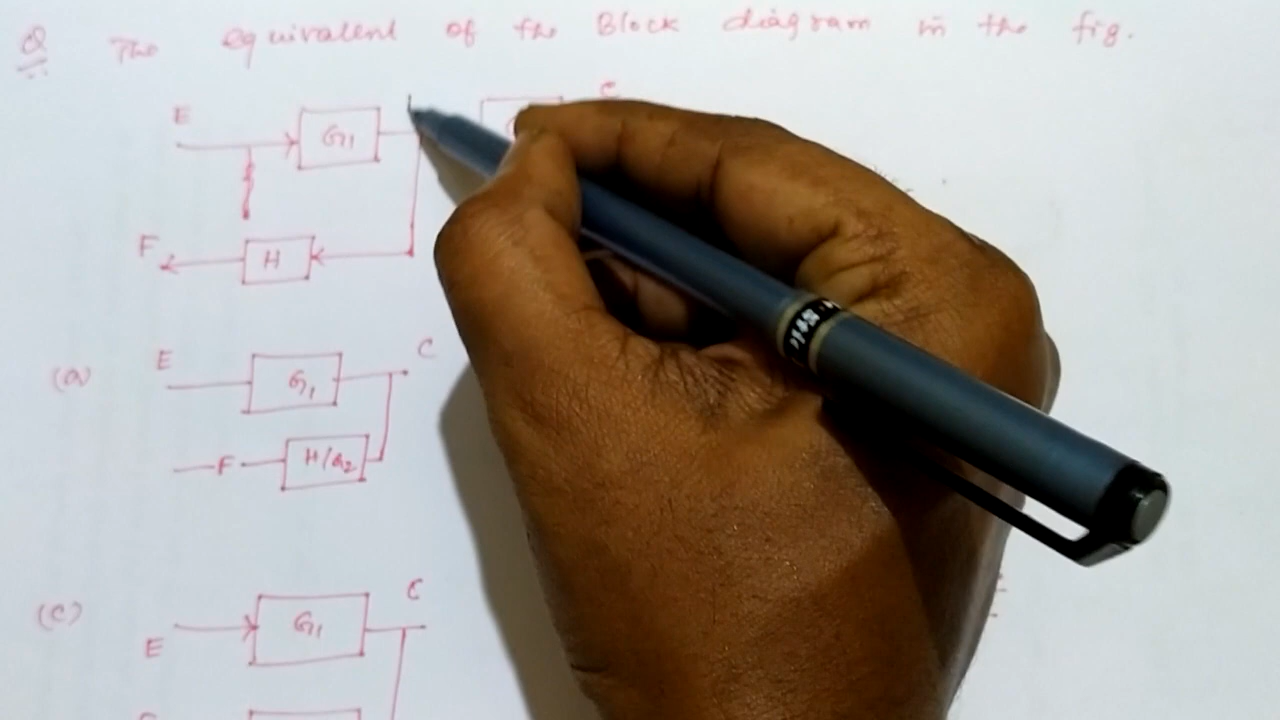 Q The equivalent of the Block diagram in the fig.
E G1 C
F H
(a) E G1 C
F H/G2
(c) E G1 C